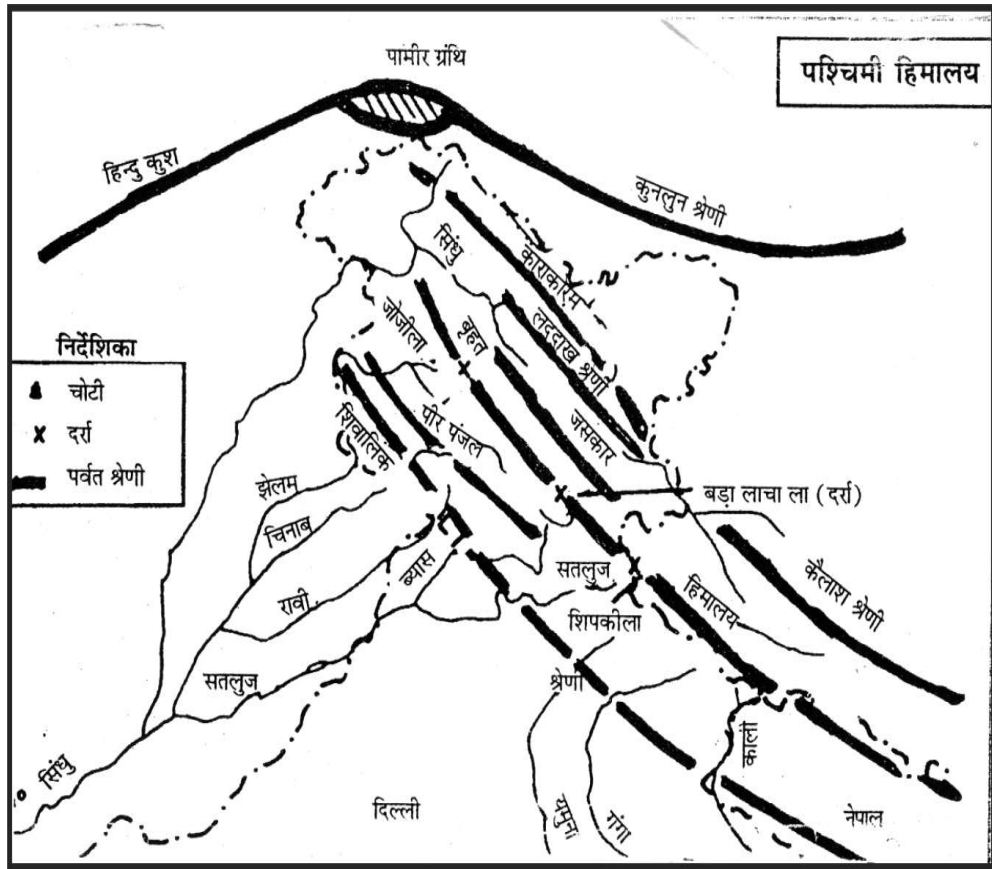 पामीर ग्रंथि
पश्चिमी हिमालय
हिन्दु कुश
कुनलुन श्रेणी
सिंधु
काराकोरम
जोजीला
बृहत
लद्दाख श्रेणी
निर्देशिका
चोटी
दर्रा
पर्वत श्रेणी
शिवालिक
पीर पंजल
जसकार
झेलम
बड़ा लाचा ला (दर्रा)
चिनाब
रावी
ब्यास
सतलुज
हिमालय
कैलाश श्रेणी
शिपकीला
सतलुज
श्रेणी
सिंधु
काली
दिल्ली
यमुना
गंगा
नेपाल